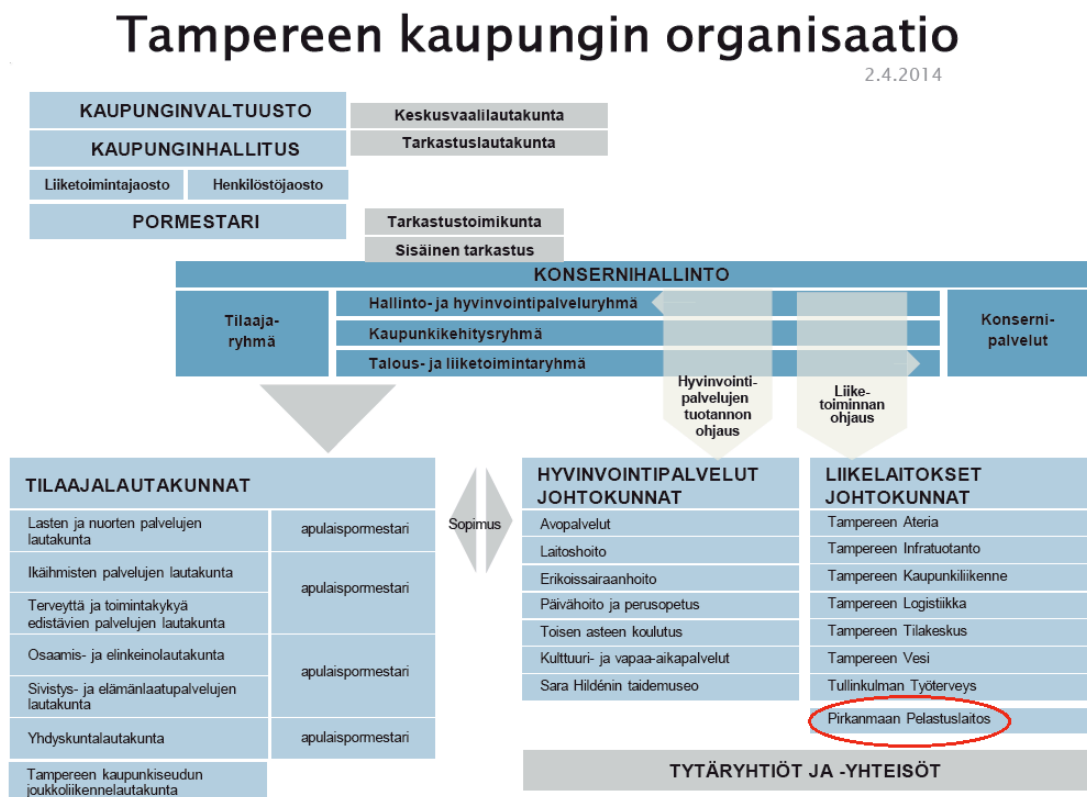 Tampereen kaupungin organisaatio
2.4.2014
KAUPUNGINVALTUUSTO
Keskusvaalilautakunta
KAUPUNGINHALLITUS
Tarkastuslautakunta
Liiketoimintajaosto
Henkilöstöjaosto
PORMESTARI
Tarkastustoimikunta
Sisäinen tarkastus
KONSERNIHALLINTO
Tilaaja-
ryhmä
Hallinto- ja hyvinvointipalveluryhmä
Kaupunkikehitysryhmä
Talous- ja liiketoimintaryhmä
Konserni-
palvelut
Hyvinvointi-
palvelujen
tuotannon
ohjaus
Liike-
toiminnan
ohjaus
TILAAJALAUTAKUNNAT
Lasten ja nuorten palvelujen
lautakunta
apulaispormestari
Ikäihmisten palvelujen lautakunta
Terveyttä ja toimintakykyä
edistävien palvelujen lautakunta
apulaispormestari
Osaamis- ja elinkeinolautakunta
Sivistys- ja elämänlaatupalvelujen
lautakunta
apulaispormestari
Yhdyskuntalautakunta
apulaispormestari
Tampereen kaupunkiseudun
joukkoliikennelautakunta
Sopimus
HYVINVOINTIPALVELUT
JOHTOKUNNAT
Avopalvelut
Laitoshoito
Erikoissairaanhoito
Päivähoito ja perusopetus
Toisen asteen koulutus
Kulttuuri- ja vapaa-aikapalvelut
Sara Hildénin taidemuseo
LIIKELAITOKSET
JOHTOKUNNAT
Tampereen Ateria
Tampereen Infratuotanto
Tampereen Kaupunkiliikenne
Tampereen Logistiikka
Tampereen Tilakeskus
Tampereen Vesi
Tullinkulman Työterveys
Pirkanmaan Pelastuslaitos
TYTÄRYHTIÖT JA -YHTEISÖT